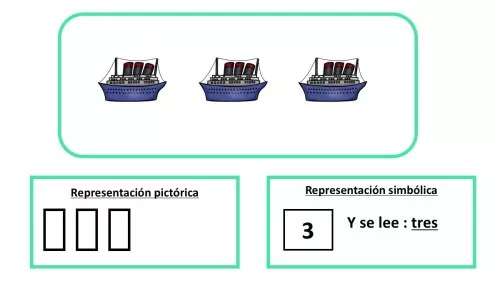 Representación pictórica
Representación simbólica
3
Y se lee : tres